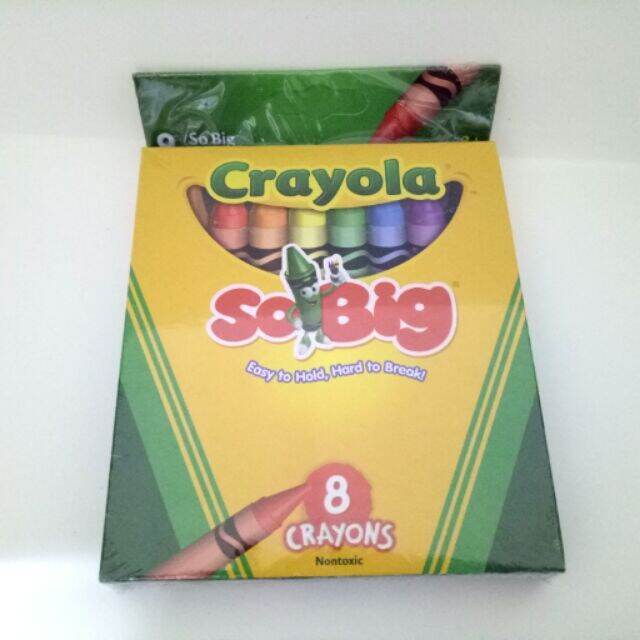 So Big
Crayola
So Big
Easy to Hold, Hard to Break!
8
CRAYONS
Nontoxic